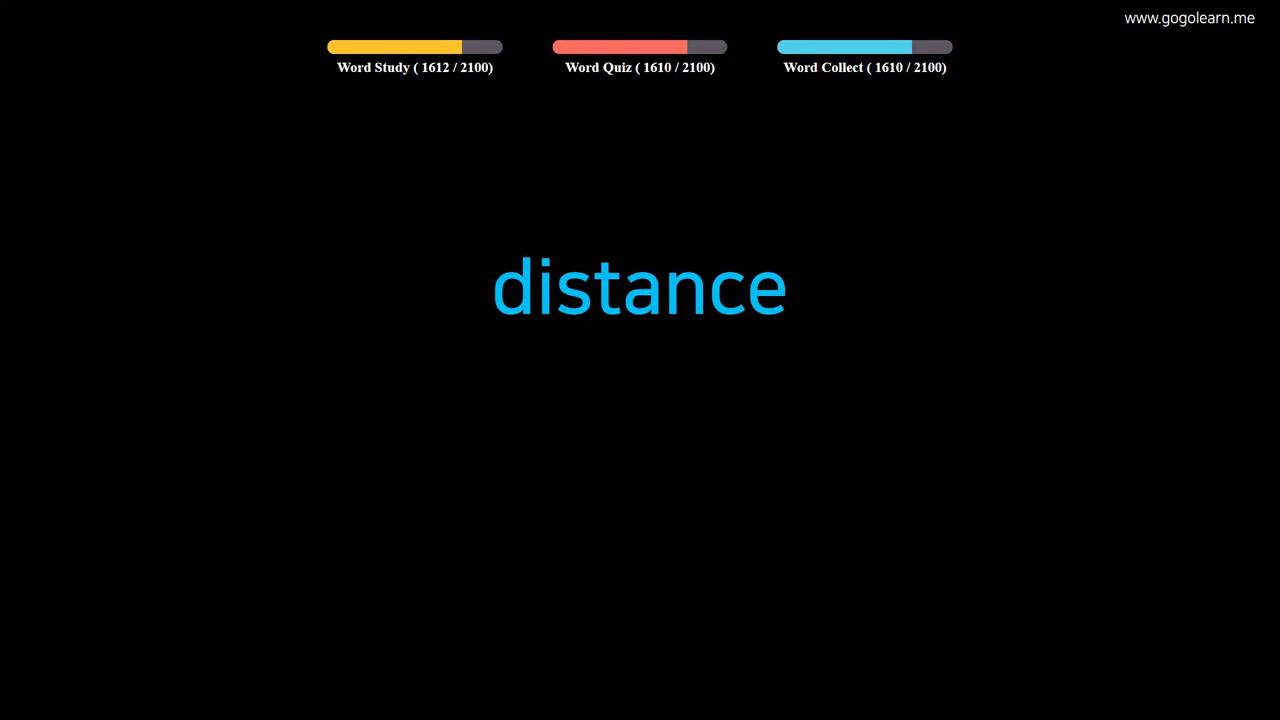 www.gogolearn.me
Word Study ( 1612 / 2100)
Word Quiz ( 1610 / 2100)
Word Collect ( 1610 / 2100)
distance